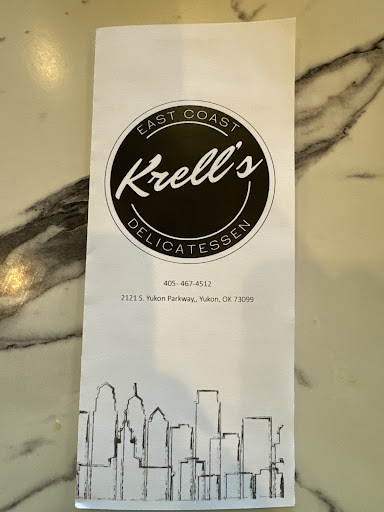 EAST COAST
Krell's
DELICATESSEN
405- 467-4512
2121 S. Yukon Parkway,, Yukon, OK 73099